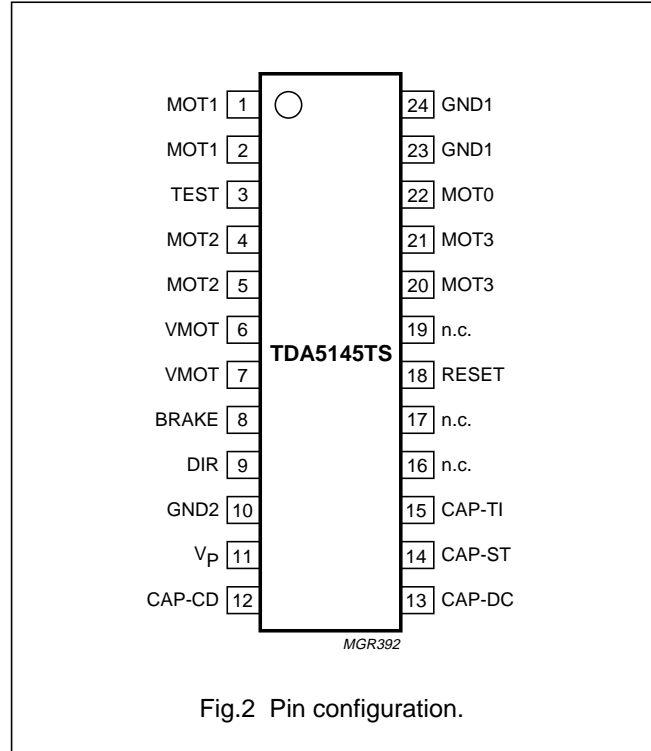 MOT1 1 24 GND1
MOT1 2 23 GND1
TEST 3 22 MOT0
MOT2 4 21 MOT3
MOT2 5 20 MOT3
VMOT 6 19 n.c.
TDA5145TS
VMOT 7 18 RESET
BRAKE 8 17 n.c.
DIR 9 16 n.c.
GND2 10 15 CAP-TI
VP 11 14 CAP-ST
CAP-CD 12 13 CAP-DC
MGR392
Fig.2 Pin configuration.